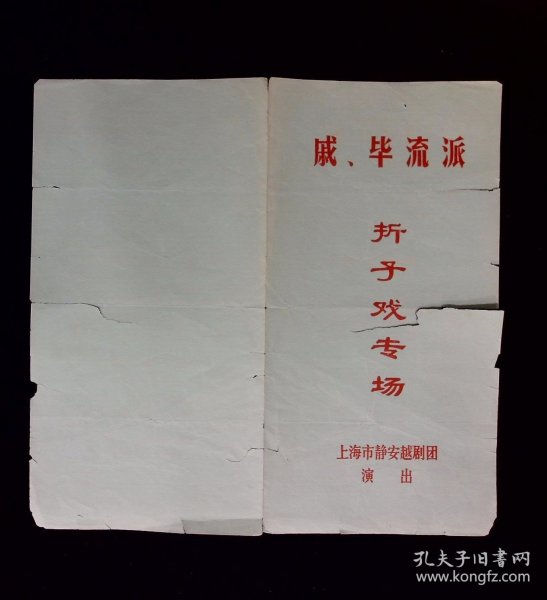 戚、毕流派
折子戏专场
上海市静安越剧团
演出
孔夫子旧书网
www.kongfz.com